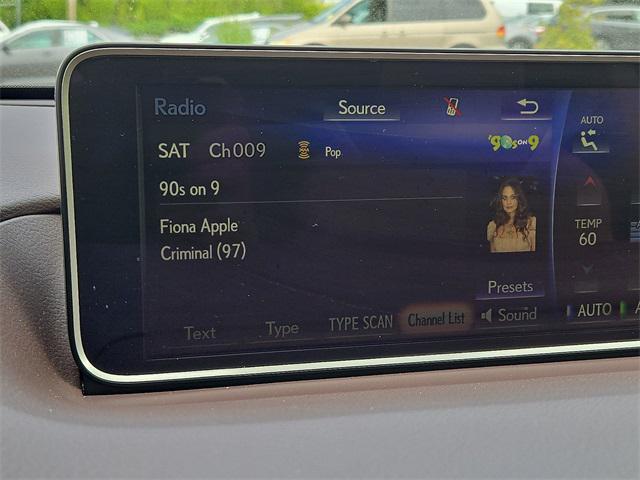 Radio
Source
AUTO
SAT Ch009
Pop
'90s ON 9
90s on 9
Fiona Apple
Criminal (97)
TEMP
60
Presets
Text
Type
TYPE SCAN
Channel List
Sound
AUTO